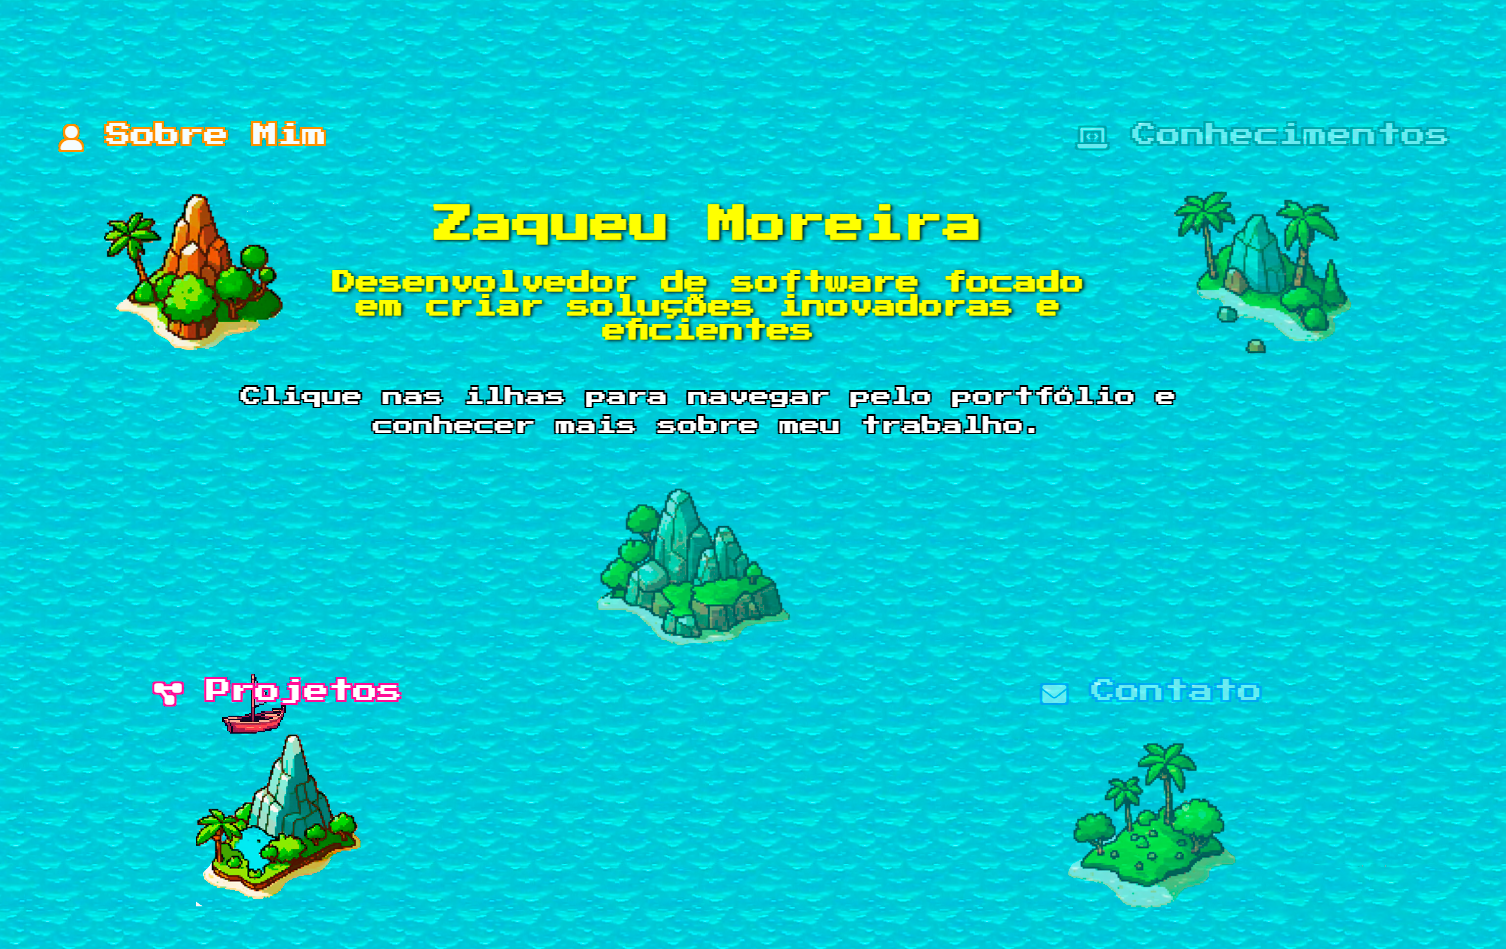 Sobre Mim
Conhecimentos
Zaqueu Moreira
Desenvolvedor de software focado
em criar soluções inovadoras e
eficientes
Clique nas ilhas para navegar pelo portfólio e
conhecer mais sobre meu trabalho.
Projetos
Contato